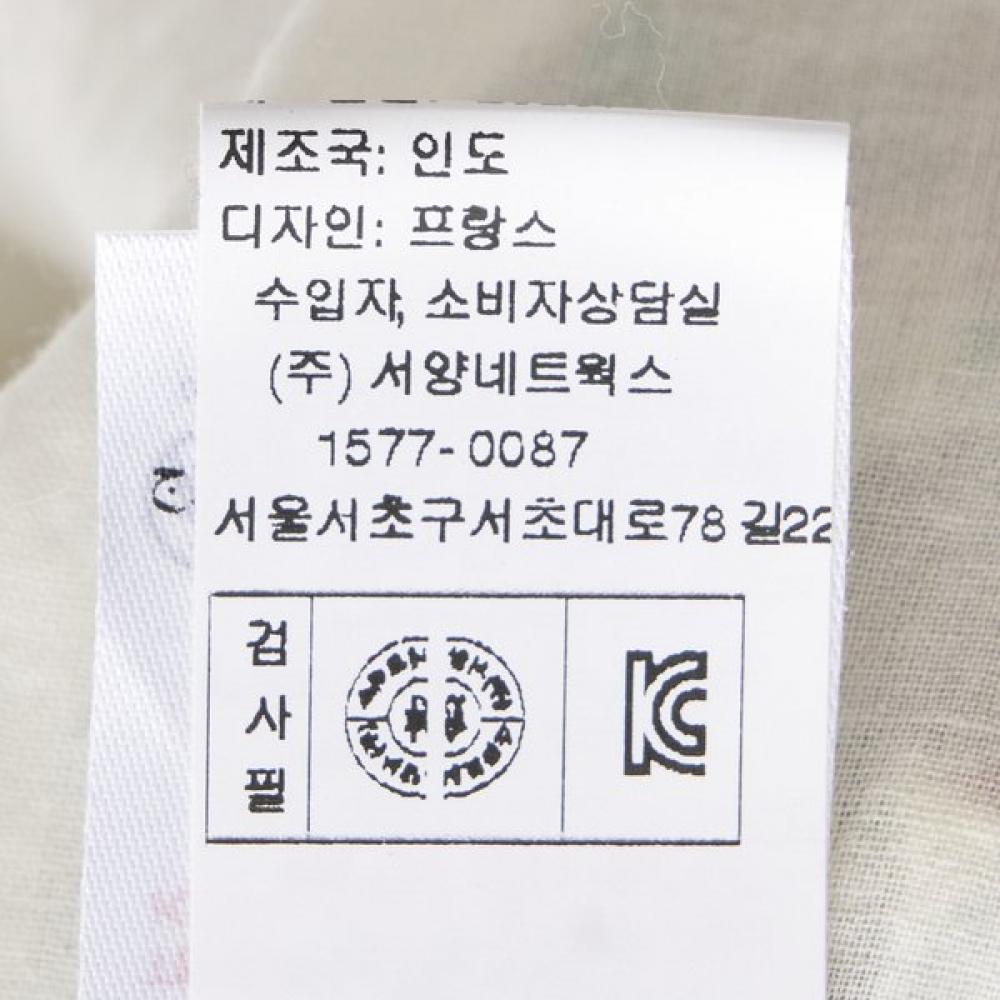 제조국: 인도
디자인: 프랑스
수입자, 소비자상담실
(주) 서양네트웍스
1577-0087
서울서초구서초대로78길22
검
사
필
KC